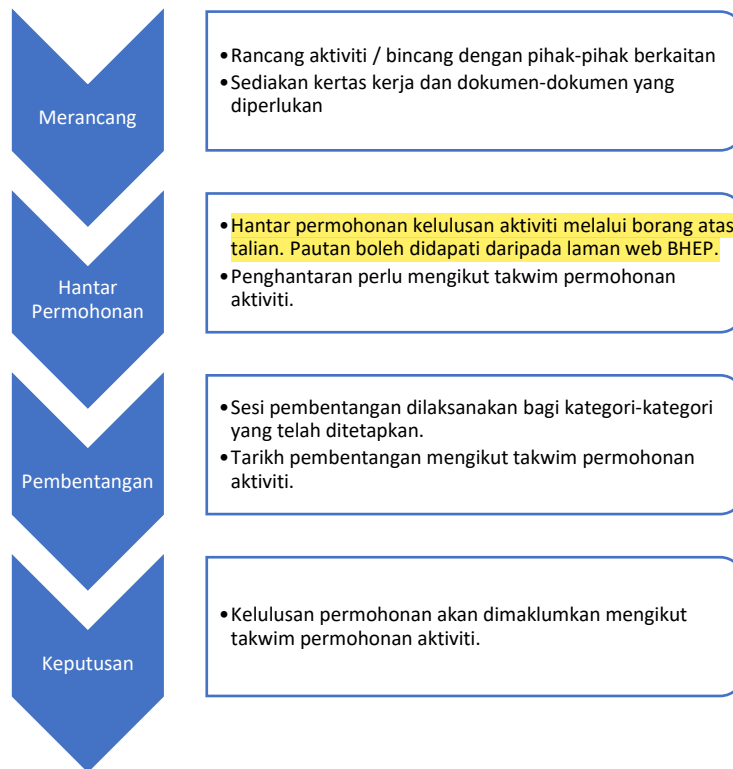 Merancang
•Rancang aktiviti / bincang dengan pihak-pihak berkaitan
•Sediakan kertas kerja dan dokumen-dokumen yang
diperlukan
Hantar
Permohonan
•Hantar permohonan kelulusan aktiviti melalui borang atas
talian. Pautan boleh didapati daripada laman web BHEP.
•Penghantaran perlu mengikut takwim permohonan
aktiviti.
Pembentangan
•Sesi pembentangan dilaksanakan bagi kategori-kategori
yang telah ditetapkan.
•Tarikh pembentangan mengikut takwim permohonan
aktiviti.
Keputusan
•Kelulusan permohonan akan dimaklumkan mengikut
takwim permohonan aktiviti.